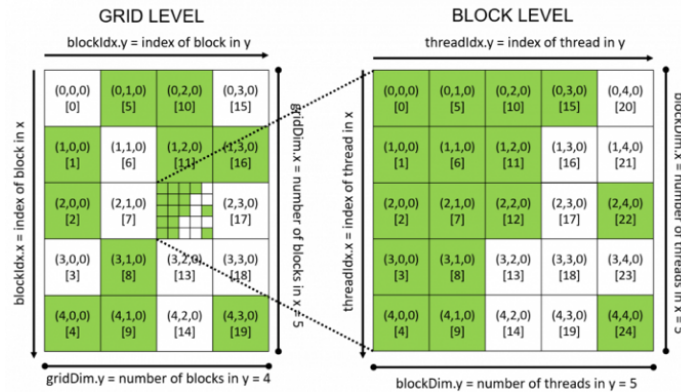 GRID LEVEL
blockIdx.y = index of block in y
blockIdx.x = index of block in x
(0,0,0) (0,1,0) (0,2,0) (0,3,0)
[0] [5] [10] [15]
(1,0,0) (1,1,0) (1,2,0) (1,3,0)
[1] [6] [11] [16]
(2,0,0) (2,1,0) (2,3,0)
[2] [7] [17]
(3,0,0) (3,1,0) (3,2,0) (3,3,0)
[3] [8] [13] [18]
(4,0,0) (4,1,0) (4,2,0) (4,3,0)
[4] [9] [14] [19]
gridDim.x = number of blocks in x = 5
gridDim.y = number of blocks in y = 4
BLOCK LEVEL
threadIdx.y = index of thread in y
threadIdx.x = index of thread in x
(0,0,0) (0,1,0) (0,2,0) (0,3,0) (0,4,0)
[0] [5] [10] [15] [20]
(1,0,0) (1,1,0) (1,2,0) (1,3,0) (1,4,0)
[1] [6] [11] [16] [21]
(2,0,0) (2,1,0) (2,2,0) (2,3,0) (2,4,0)
[2] [7] [12] [17] [22]
(3,0,0) (3,1,0) (3,2,0) (3,3,0) (3,4,0)
[3] [8] [13] [18] [23]
(4,0,0) (4,1,0) (4,2,0) (4,3,0) (4,4,0)
[4] [9] [14] [19] [24]
blockDim.x = number of threads in x = 5
blockDim.y = number of threads in y = 5